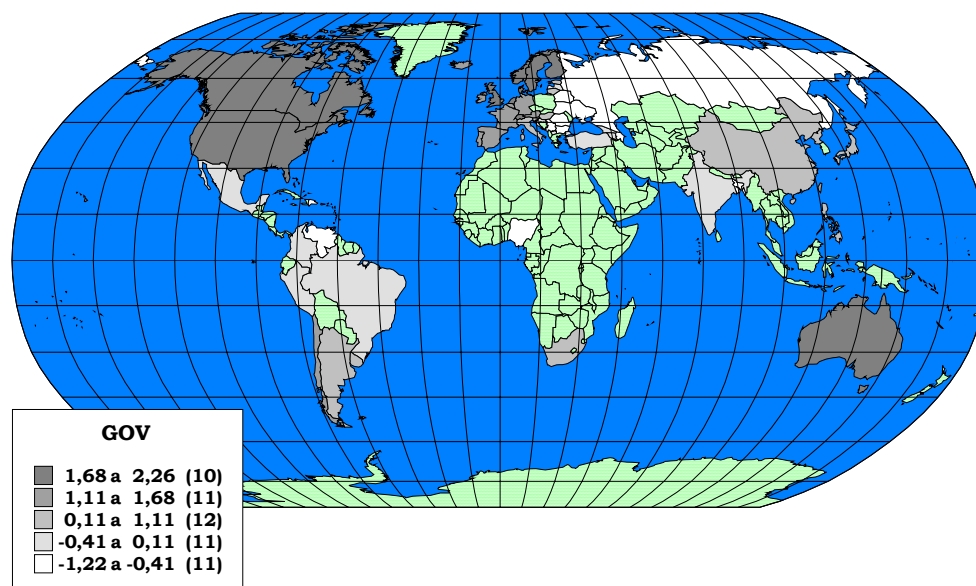 GOV
1,68 a 2,26 (10)
1,11 a 1,68 (11)
0,11 a 1,11 (12)
-0,41 a 0,11 (11)
-1,22 a -0,41 (11)